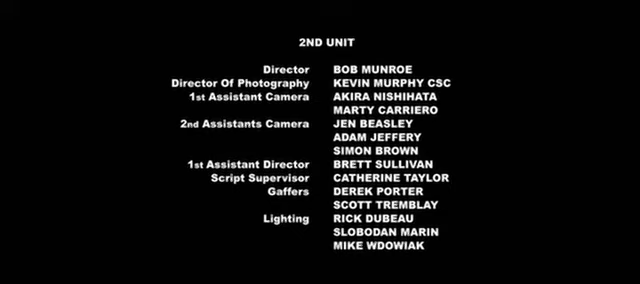 2ND UNIT
Director BOB MUNROE
Director Of Photography KEVIN MURPHY CSC
1st Assistant Camera AKIRA NISHIHATA
MARTY CARRIERO
2nd Assistants Camera JEN BEASLEY
ADAM JEFFERY
SIMON BROWN
1st Assistant Director BRETT SULLIVAN
Script Supervisor CATHERINE TAYLOR
Gaffers DEREK PORTER
SCOTT TREMBLAY
Lighting RICK DUBEAU
SLOBODAN MARIN
MIKE WDOWIAK